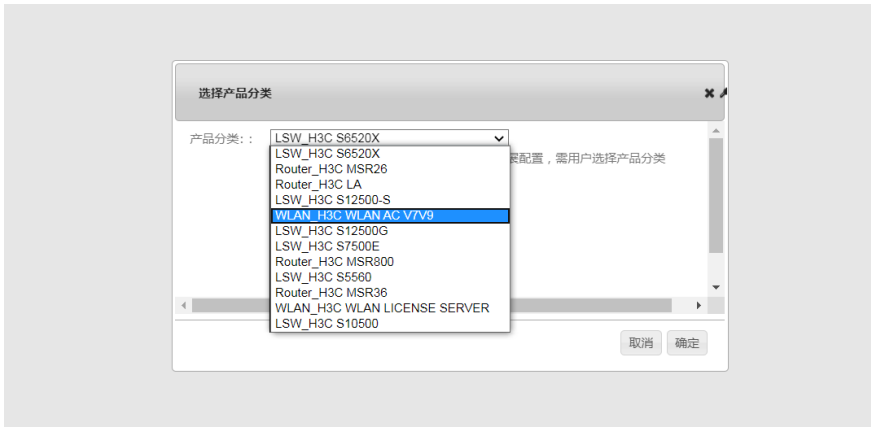 选择产品分类
产品分类: :
LSW_H3C S6520X
配置，需用户选择产品分类
LSW_H3C S6520X
Router_H3C MSR26
Router_H3C LA
LSW_H3C S12500-S
WLAN_H3C WLAN AC V7V9
LSW_H3C S12500G
LSW_H3C S7500E
Router_H3C MSR800
LSW_H3C S5560
Router_H3C MSR36
WLAN_H3C WLAN LICENSE SERVER
LSW_H3C S10500
取消
确定